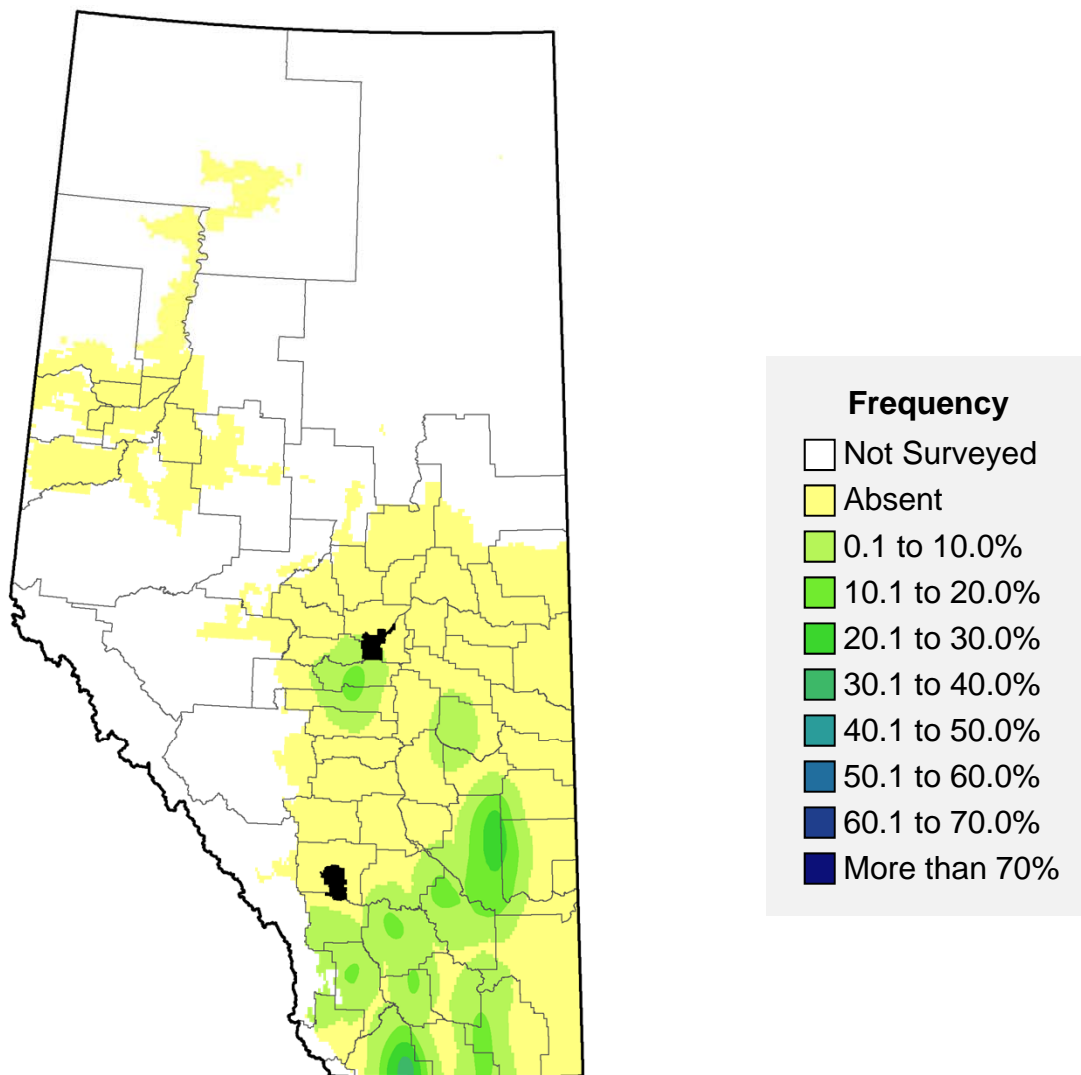 Frequency
Not Surveyed
Absent
0.1 to 10.0%
10.1 to 20.0%
20.1 to 30.0%
30.1 to 40.0%
40.1 to 50.0%
50.1 to 60.0%
60.1 to 70.0%
More than 70%